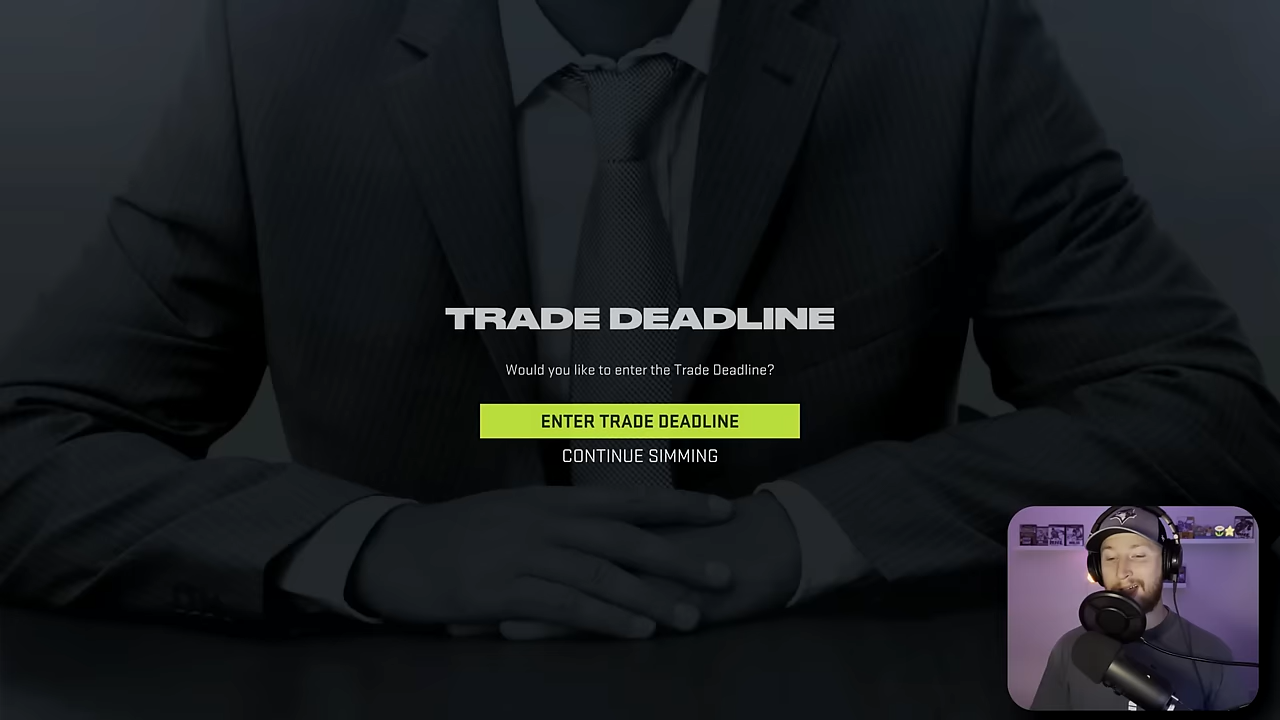 TRADE DEADLINE
Would you like to enter the Trade Deadline?
ENTER TRADE DEADLINE
CONTINUE SIMMING